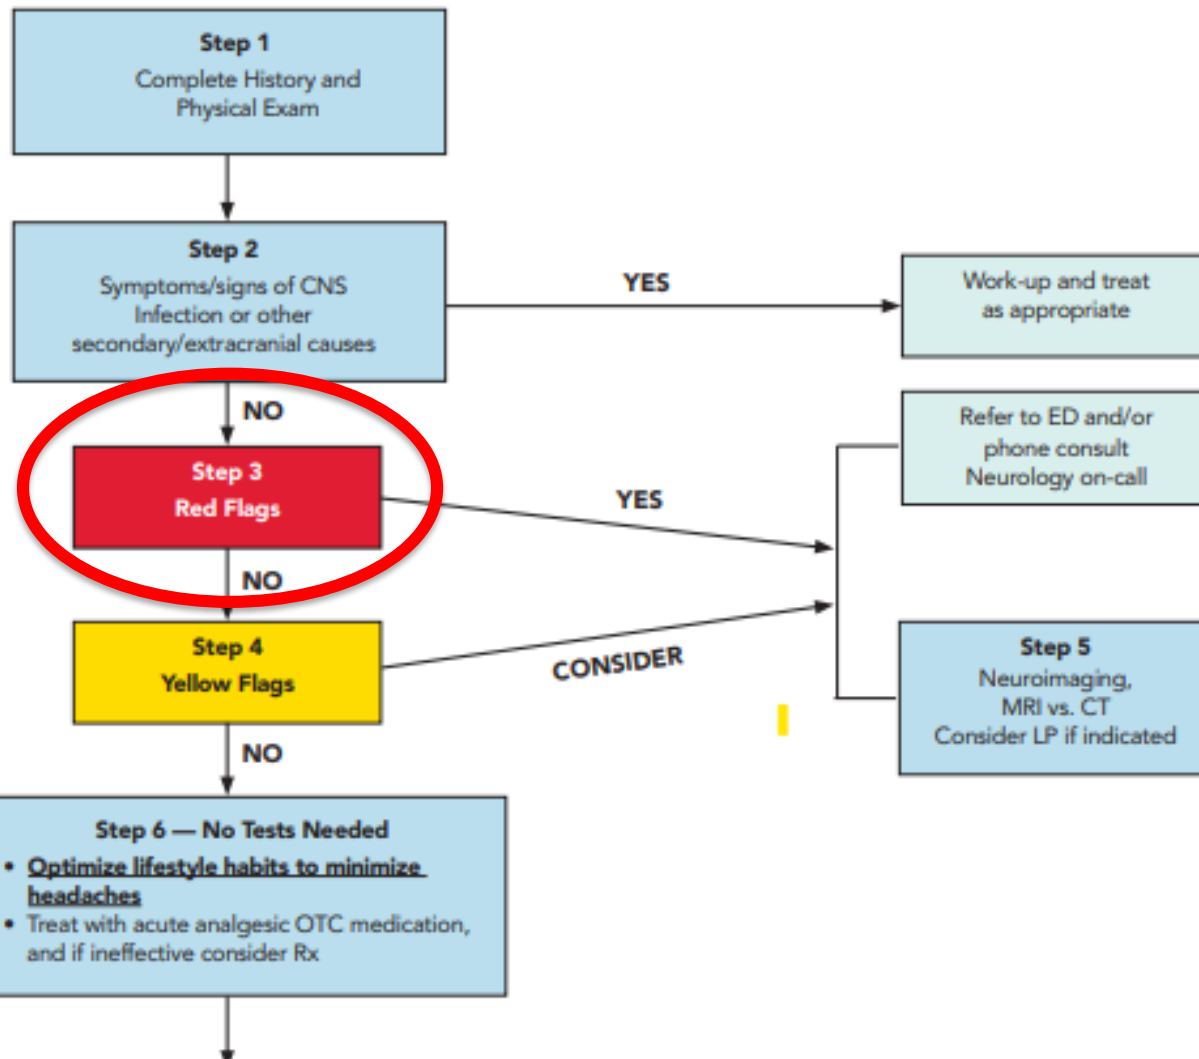 Step 1
Complete History and
Physical Exam
Step 2
Symptoms/signs of CNS
Infection or other
secondary/extracranial causes
YES
Work-up and treat
as appropriate
NO
Step 3
Red Flags
YES
Refer to ED and/or
phone consult
Neurology on-call
NO
Step 4
Yellow Flags
CONSIDER
Step 5
Neuroimaging,
MRI vs. CT
Consider LP if indicated
NO
Step 6 — No Tests Needed
• Optimize lifestyle habits to minimize
headaches
• Treat with acute analgesic OTC medication,
and if ineffective consider Rx